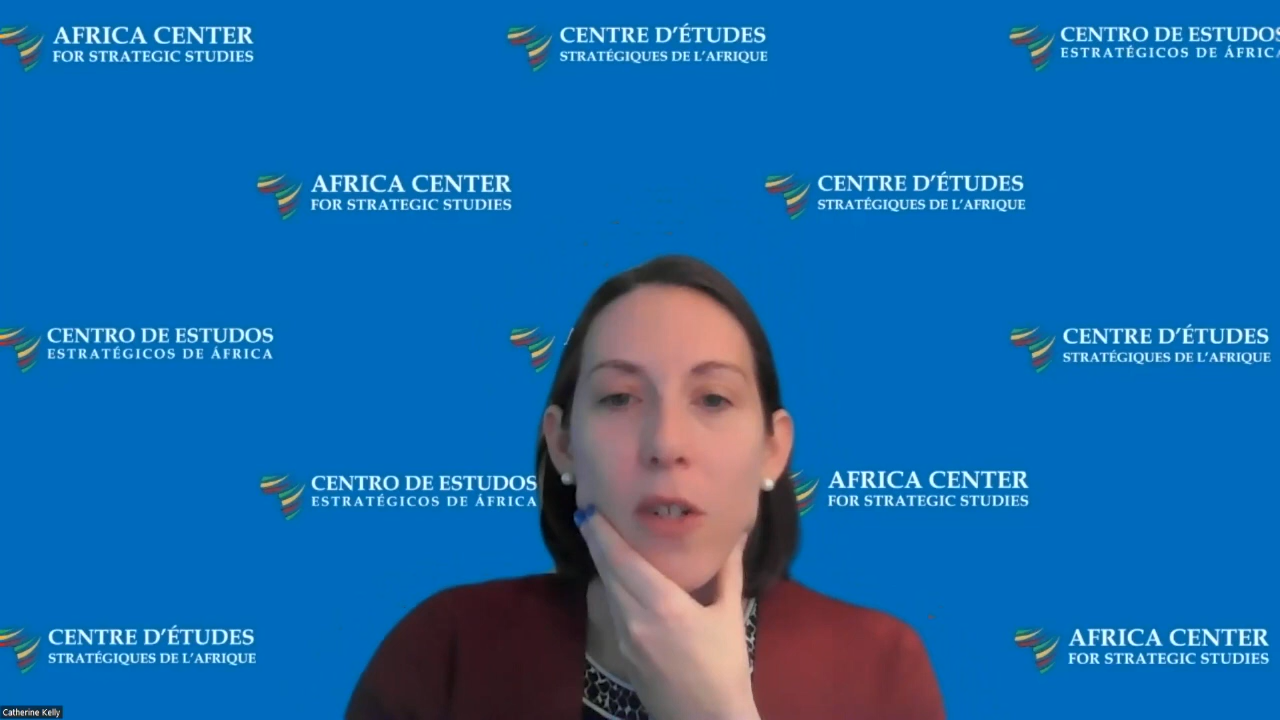 AFRICA CENTER
FOR STRATEGIC STUDIES
CENTRE D'ÉTUDES
STRATÉGIQUES DE L'AFRIQUE
CENTRO DE ESTUDOS
ESTRATÉGICOS DE ÁFRICA
AFRICA CENTER
FOR STRATEGIC STUDIES
CENTRE D'ÉTUDES
STRATÉGIQUES DE L'AFRIQUE
CENTRO DE ESTUDOS
ESTRATÉGICOS DE ÁFRICA
CENTRE D'ÉTUDES
STRATÉGIQUES DE L'AFRIQUE
CENTRO DE ESTUDOS
ESTRATÉGICOS DE ÁFRICA
AFRICA CENTER
FOR STRATEGIC STUDIES
CENTRE D'ÉTUDES
STRATÉGIQUES DE L'AFRIQUE
AFRICA CENTER
FOR STRATEGIC STUDIES
Catherine Kelly